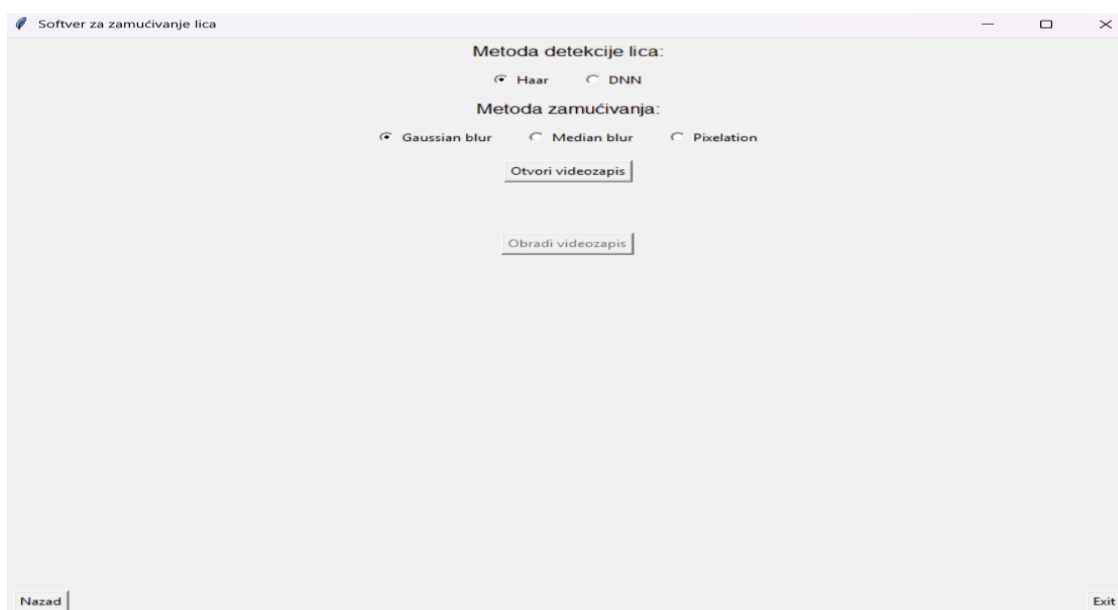 Softver za zamućivanje lica
Metoda detekcije lica:
Haar DNN
Metoda zamućivanja:
Gaussian blur Median blur Pixelation
Otvori videozapis
Obradi videozapis
Nazad Exit